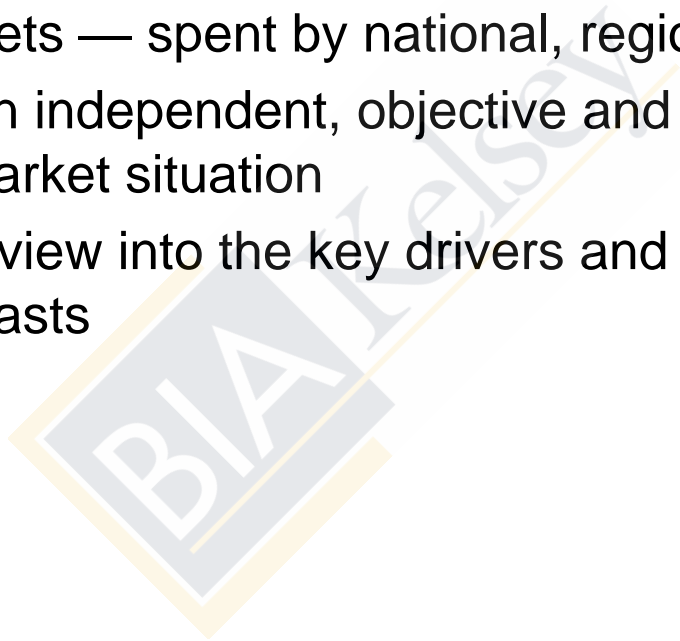 ets — spent by national, regio
n independent, objective and
arket situation
view into the key drivers and
asts
BIA Kelsey